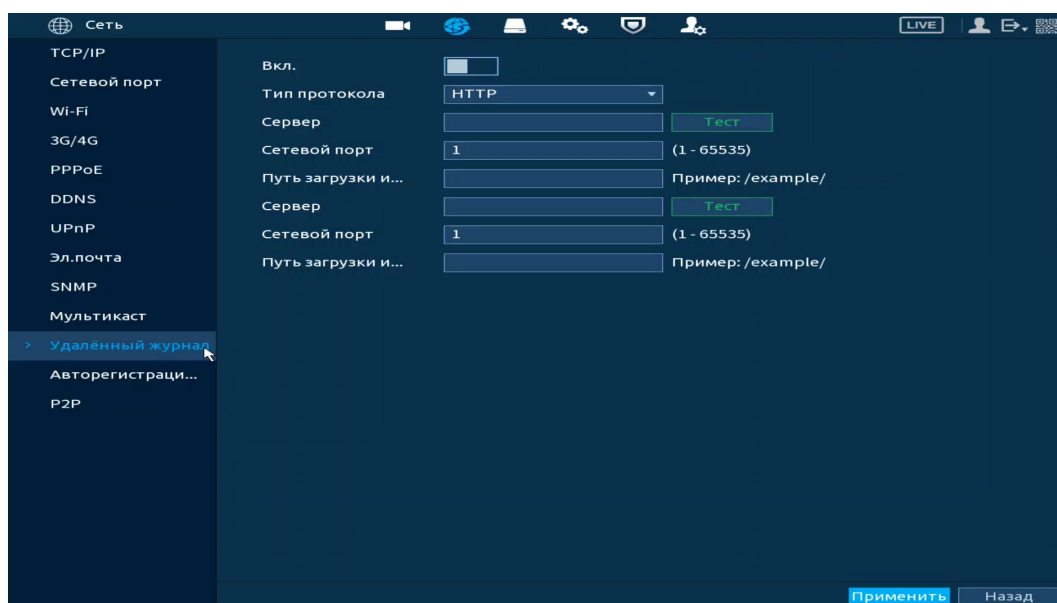 Сеть
LIVE
TCP/IP
Сетевой порт
Wi-Fi
3G/4G
PPPoE
DDNS
UPnP
Эл.почта
SNMP
Мультикаст
> Удалённый журнал
Авторегистраци...
P2P
Вкл.
Тип протокола HTTP
Сервер Тест
Сетевой порт 1 (1 - 65535)
Путь загрузки и... Пример: /example/
Сервер Тест
Сетевой порт 1 (1 - 65535)
Путь загрузки и... Пример: /example/
Применить Назад